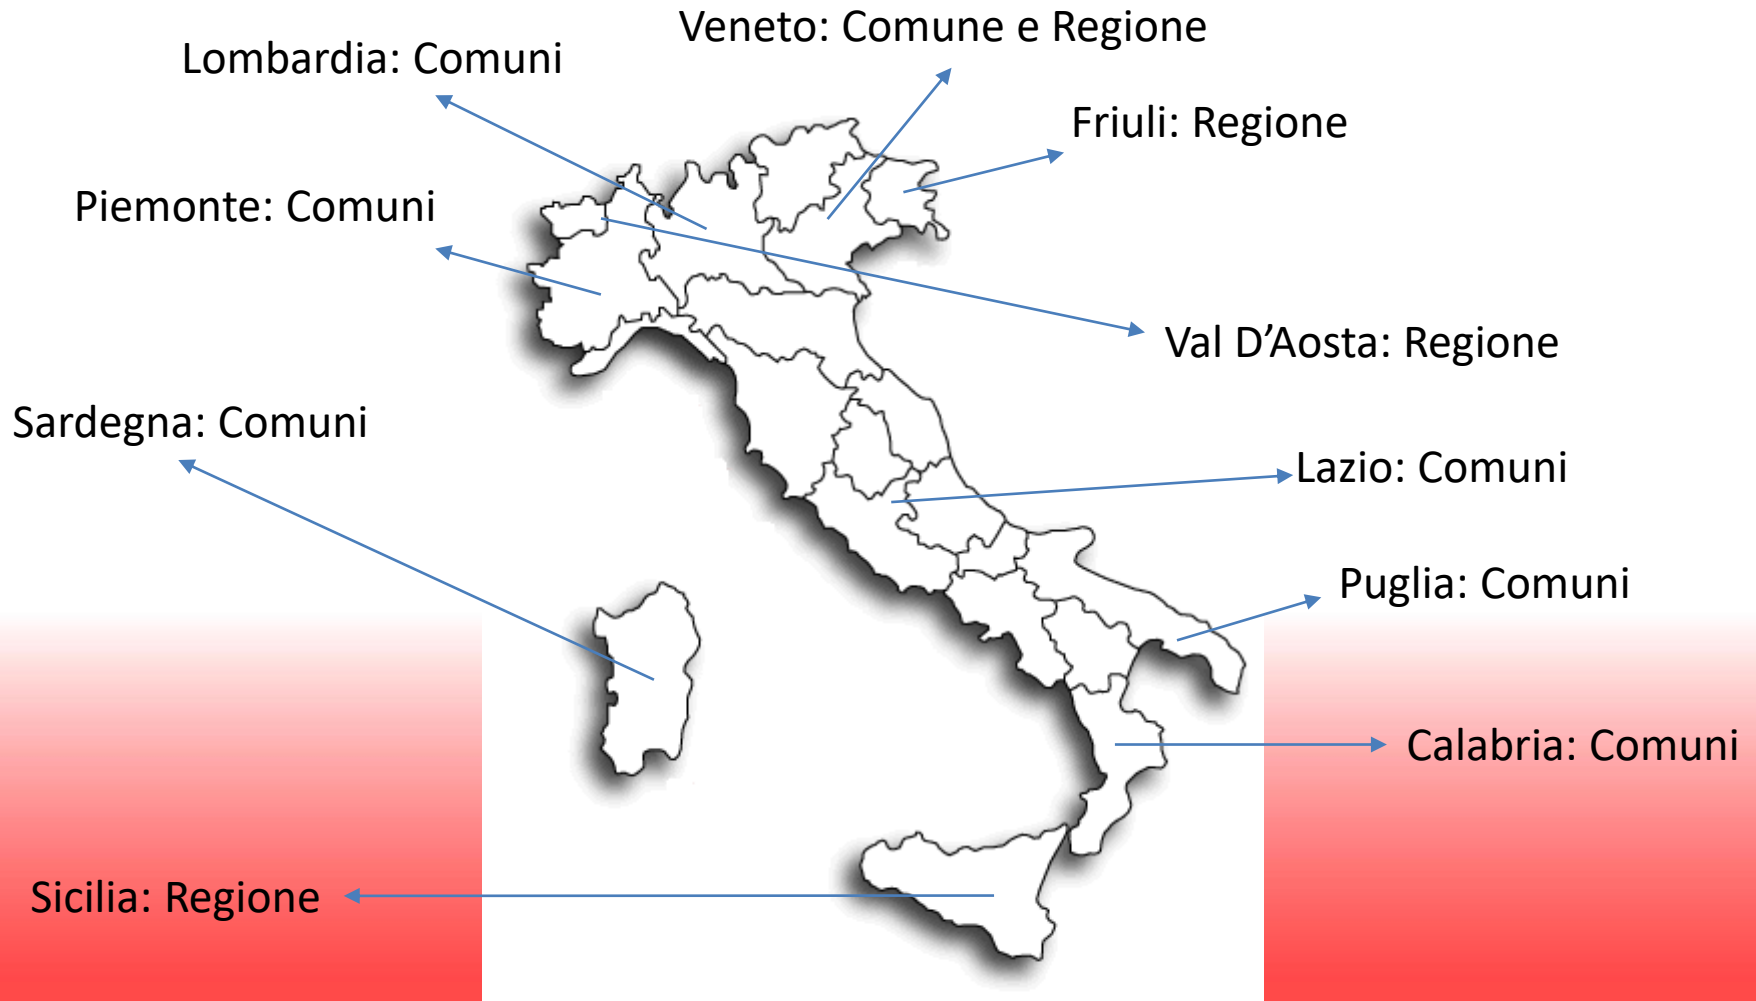 Veneto: Comune e Regione
Lombardia: Comuni
Friuli: Regione
Piemonte: Comuni
Val D’Aosta: Regione
Sardegna: Comuni
Lazio: Comuni
Puglia: Comuni
Calabria: Comuni
Sicilia: Regione